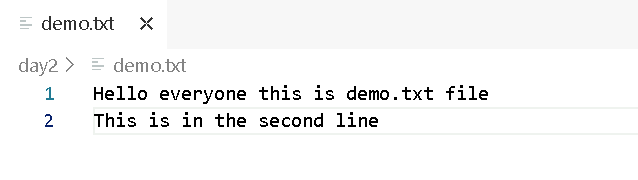 demo.txt
day2 > demo.txt
1 Hello everyone this is demo.txt file
2 This is in the second line